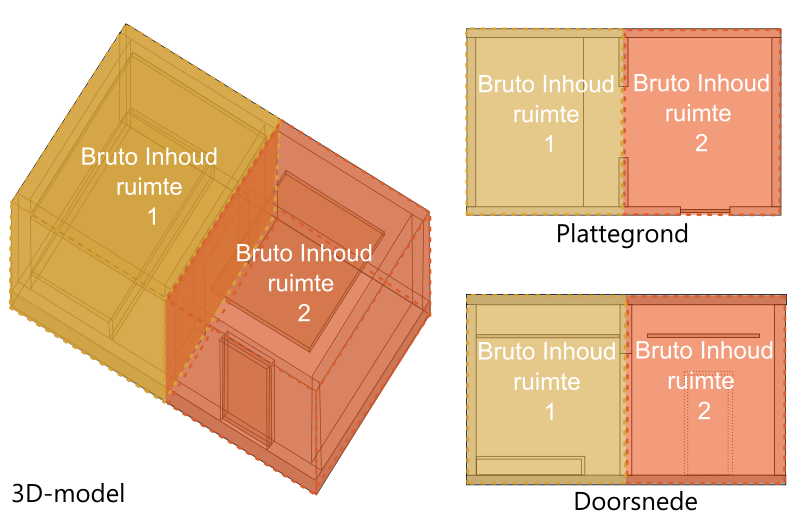 Bruto Inhoud
ruimte
1
Bruto Inhoud
ruimte
2
3D-model
Bruto Inhoud
ruimte
1
Bruto Inhoud
ruimte
2
Plattegrond
Bruto Inhoud
ruimte
1
Bruto Inhoud
ruimte
2
Doorsnede